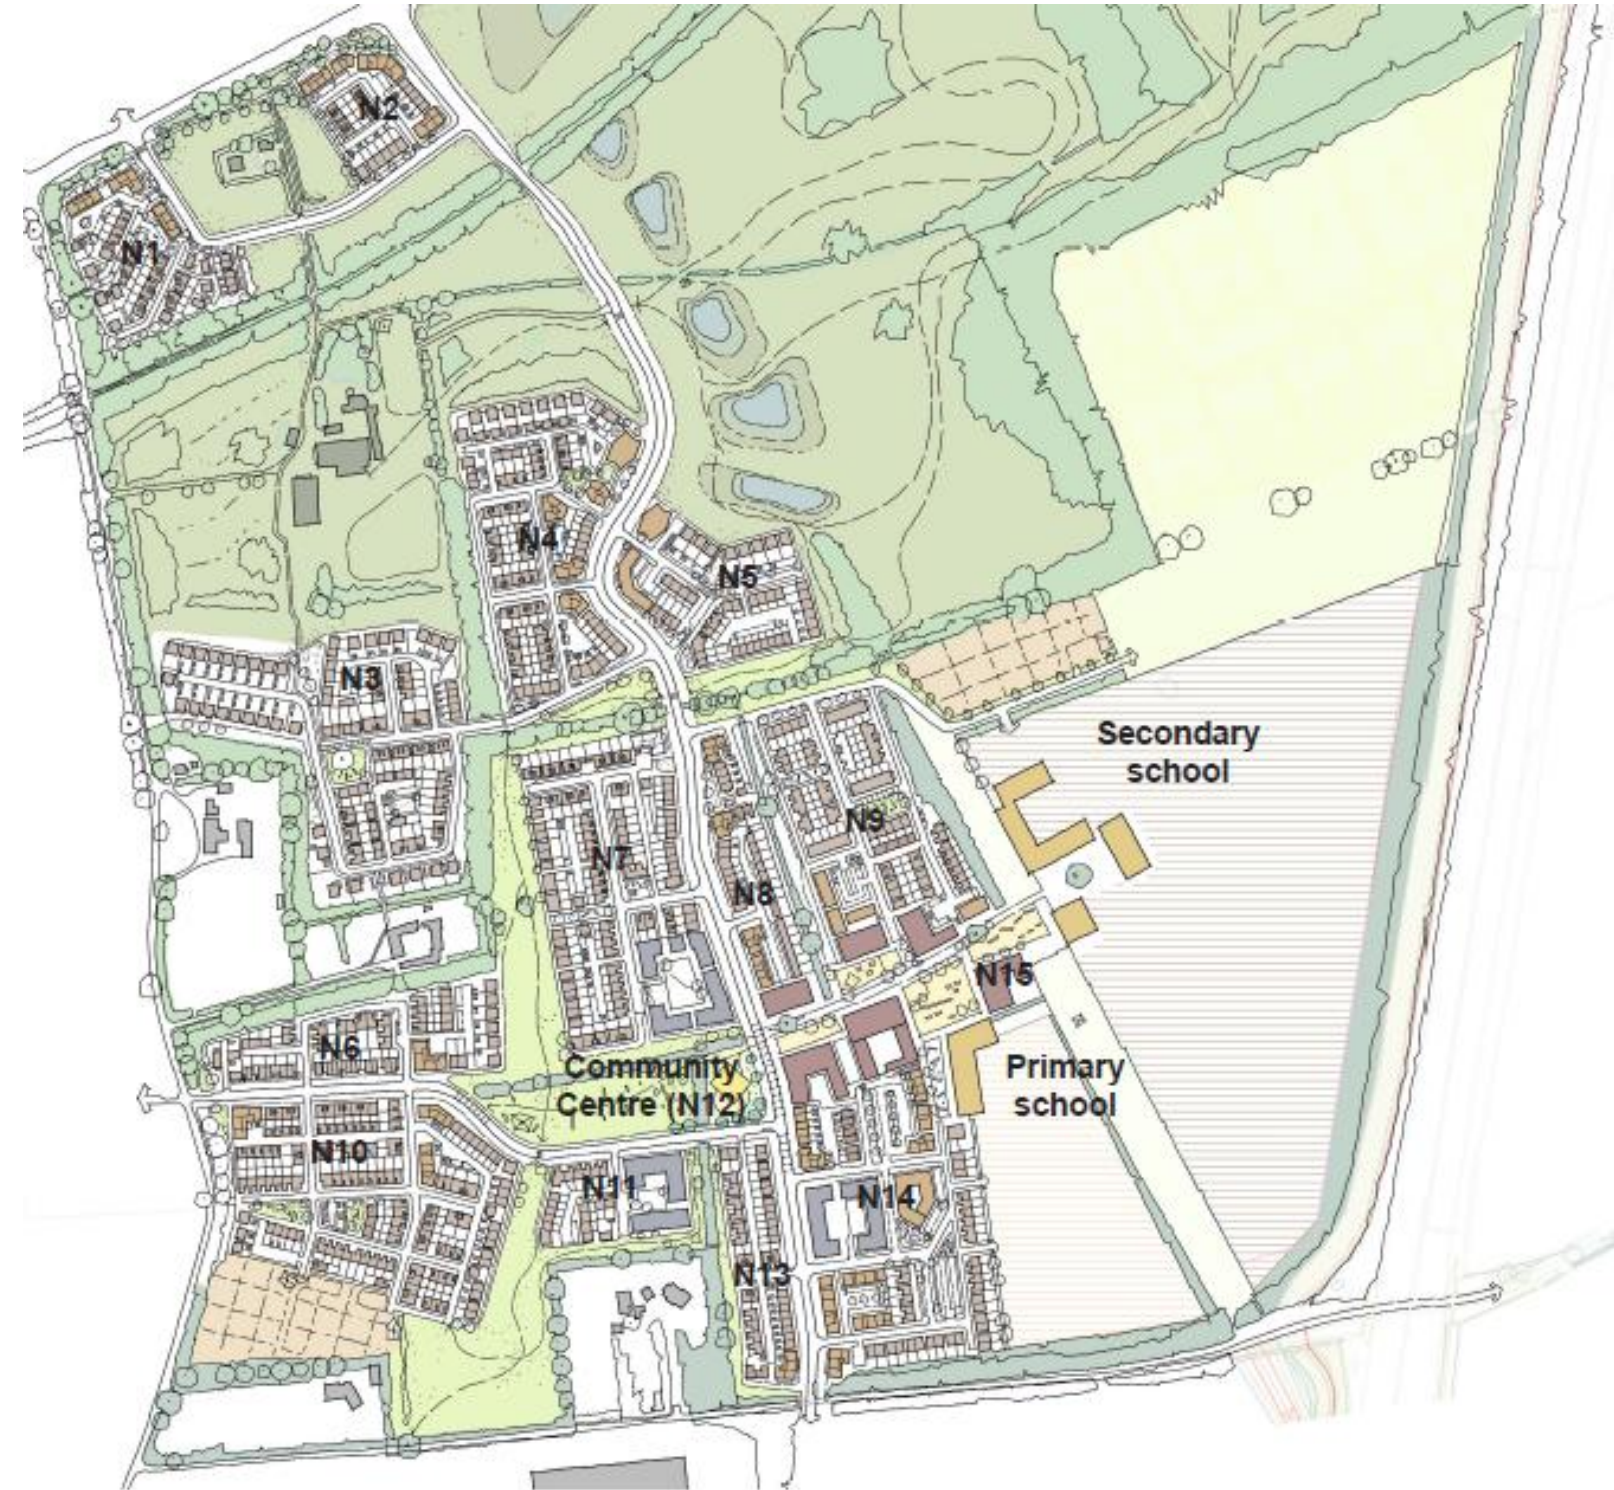 N2
N1
N4
N5
N3
Secondary
school
N9
N7
N8
N15
N6
Community
Centre (N12)
Primary
school
N10
N11
N14
N13